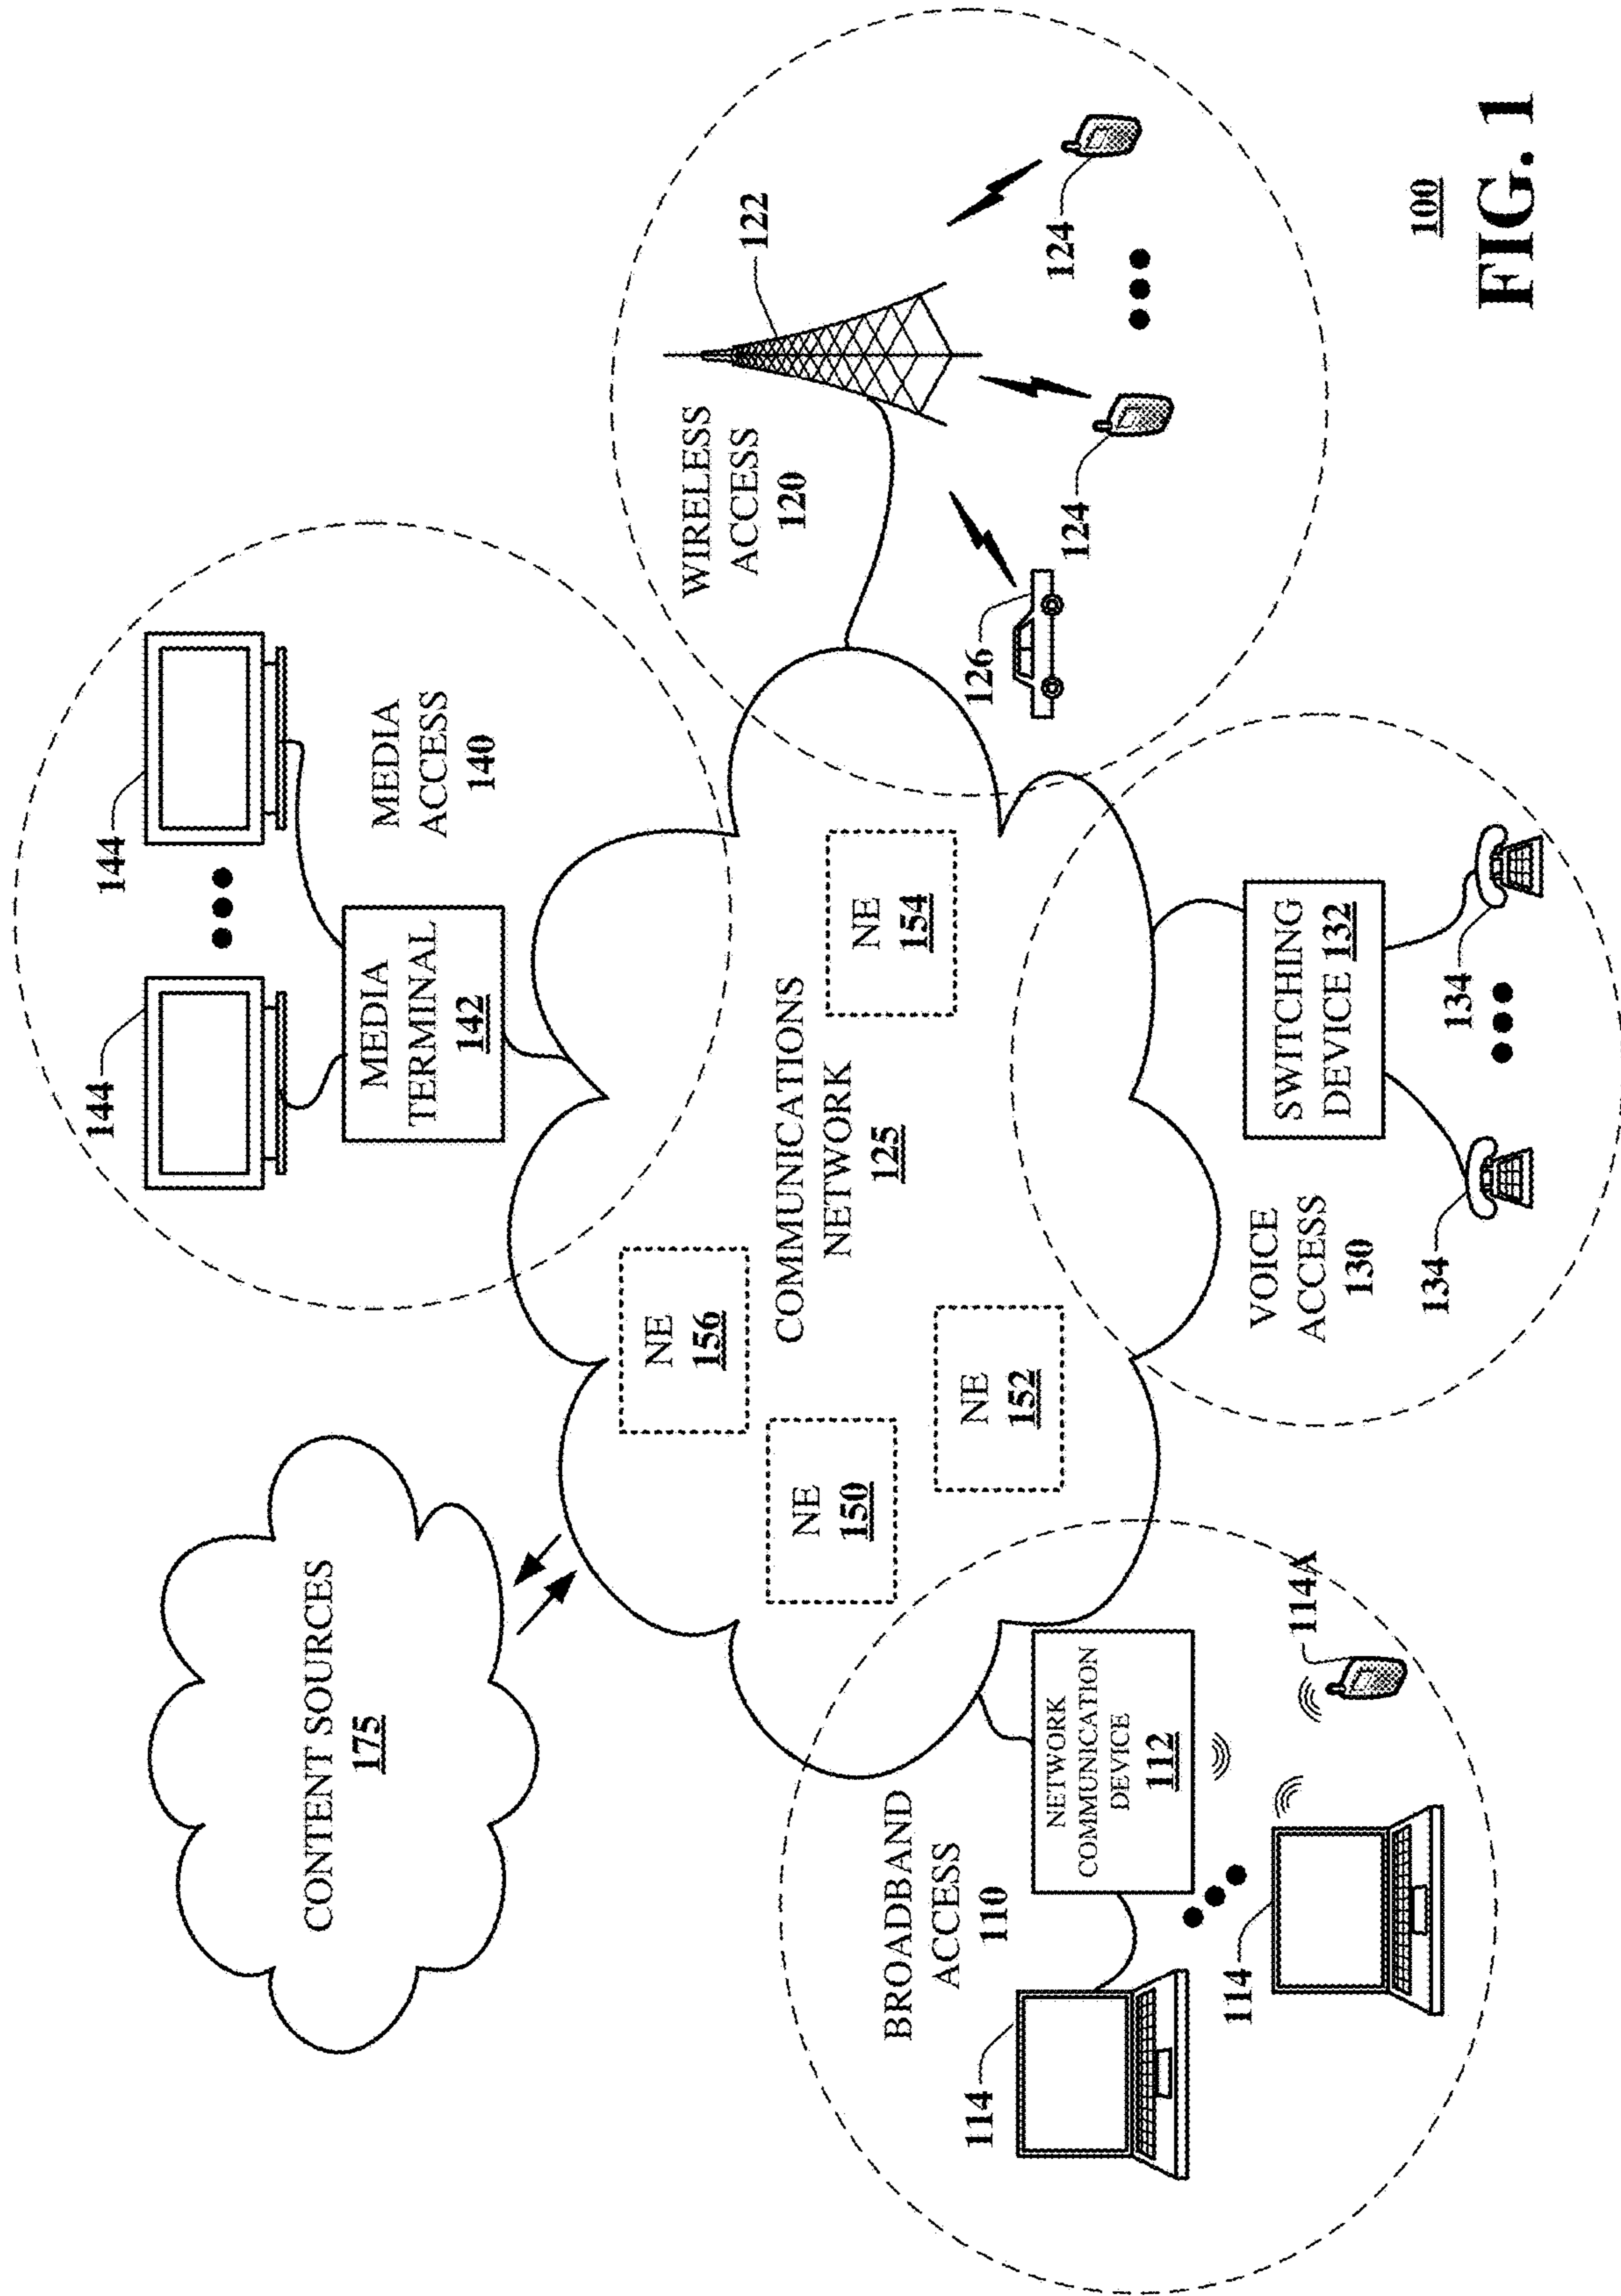 CONTENT SOURCES
175
144
144
MEDIA
TERMINAL
142
MEDIA
ACCESS
140
NE
156
NE
150
NE
152
COMMUNICATIONS
NETWORK
125
NE
154
WIRELESS
ACCESS
120
122
126
124
124
BROADBAND
ACCESS
110
NETWORK
COMMUNICATION
DEVICE
112
114
114
114A
VOICE
ACCESS
130
SWITCHING
DEVICE 132
134
134
100
FIG. 1